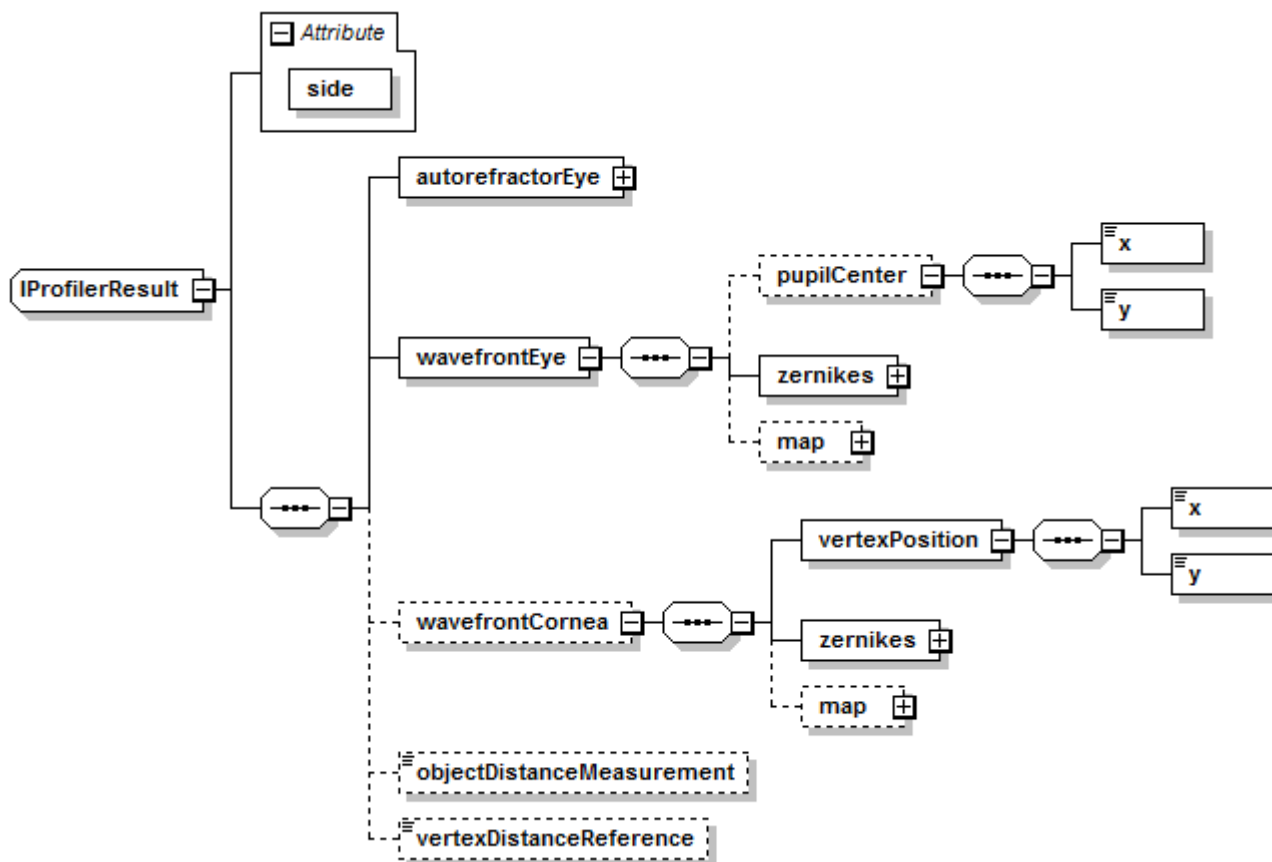 Attribute
side
autorefractorEye
IProfilerResult
pupilCenter
x
y
wavefrontEye
zernikes
map
vertexPosition
x
y
wavefrontCornea
zernikes
map
objectDistanceMeasurement
vertexDistanceReference